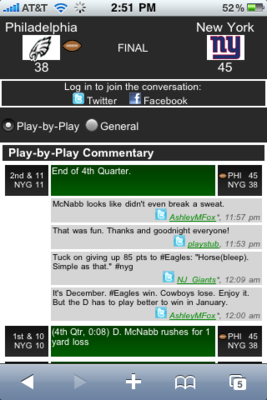 AT&T 2:51 PM 52%
Philadelphia New York
FINAL
ny
38 45
Log in to join the conversation:
Twitter Facebook
Play-by-Play General
Play-by-Play Commentary
2nd & 11 End of 4th Quarter. PHI 45
NYG 11 NYG 38
McNabb looks like didn't even break a sweat.
AshleyMFox*, 11:57 pm
That was fun. Thanks and goodnight everyone!
playstub, 11:53 pm
Tuck on giving up 85 pts to #Eagles: "Horse(bleep).
Simple as that." #nyg
NJ_Giants*, 12:09 am
It's December. #Eagles win. Cowboys lose. Enjoy it.
But the D has to play better to win in January.
AshleyMFox*, 12:00 am
1st & 10 (4th Qtr, 0:08) D. McNabb rushes for 1 PHI 45
NYG 10 yard loss NYG 38
5